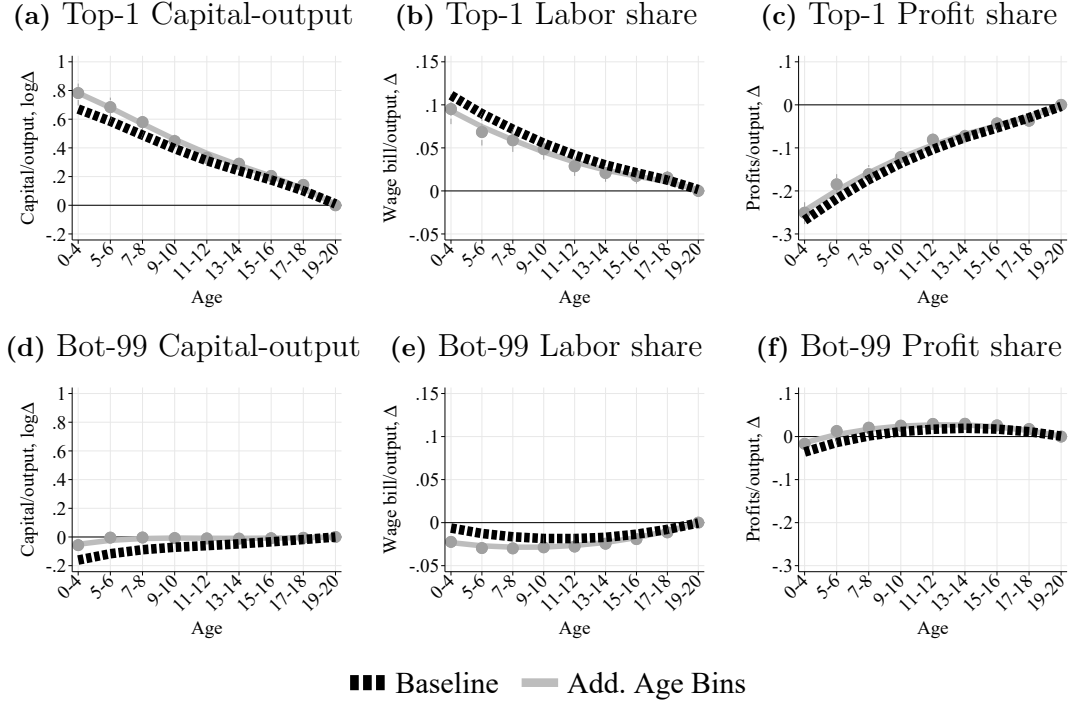 (a) Top-1 Capital-output
(b) Top-1 Labor share
(c) Top-1 Profit share
Capital/output, logΔ
1
.8
.6
.4
.2
0
-.2
0-4 5-6 7-8 9-10 11-12 13-14 15-16 17-18 19-20
Age
Wage bill/output, Δ
.15
.1
.05
0
-.05
0-4 5-6 7-8 9-10 11-12 13-14 15-16 17-18 19-20
Age
Profits/output, Δ
.1
0
-.1
-.2
-.3
0-4 5-6 7-8 9-10 11-12 13-14 15-16 17-18 19-20
Age
(d) Bot-99 Capital-output
(e) Bot-99 Labor share
(f) Bot-99 Profit share
Capital/output, logΔ
1
.8
.6
.4
.2
0
-.2
0-4 5-6 7-8 9-10 11-12 13-14 15-16 17-18 19-20
Age
Wage bill/output, Δ
.15
.1
.05
0
-.05
0-4 5-6 7-8 9-10 11-12 13-14 15-16 17-18 19-20
Age
Profits/output, Δ
.1
0
-.1
-.2
-.3
0-4 5-6 7-8 9-10 11-12 13-14 15-16 17-18 19-20
Age
Baseline
Add. Age Bins